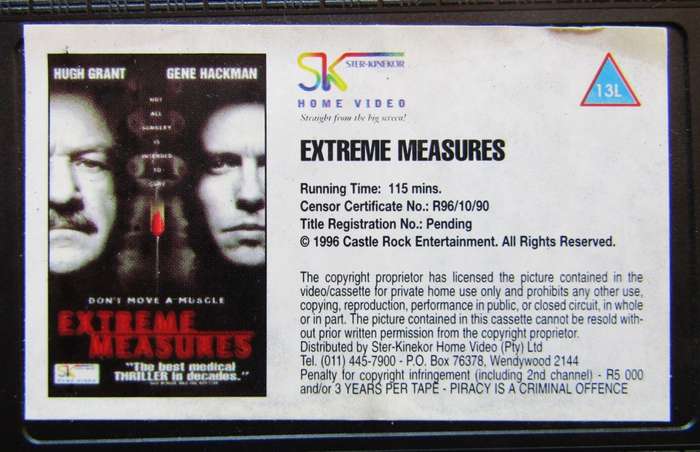 HUGH GRANT GENE HACKMAN
NOT
ALL
SURGERY
IS
INTENDED
TO
CURE
DON'T MOVE A MUSCLE
EXTREME
MEASURES
"The best medical
THRILLER in decades."
SK STER-KINEKOR
HOME VIDEO
Straight from the big screen!
13L
EXTREME MEASURES
Running Time: 115 mins.
Censor Certificate No.: R96/10/90
Title Registration No.: Pending
© 1996 Castle Rock Entertainment. All Rights Reserved.
The copyright proprietor has licensed the picture contained in the
video/cassette for private home use only and prohibits any other use,
copying, reproduction, performance in public, or closed circuit, in whole
or in part. The picture contained in this cassette cannot be resold with-
out prior written permission from the copyright proprietor.
Distributed by Ster-Kinekor Home Video (Pty) Ltd
Tel. (011) 445-7900 - P.O. Box 76378, Wendywood 2144
Penalty for copyright infringement (including 2nd channel) - R5 000
and/or 3 YEARS PER TAPE - PIRACY IS A CRIMINAL OFFENCE